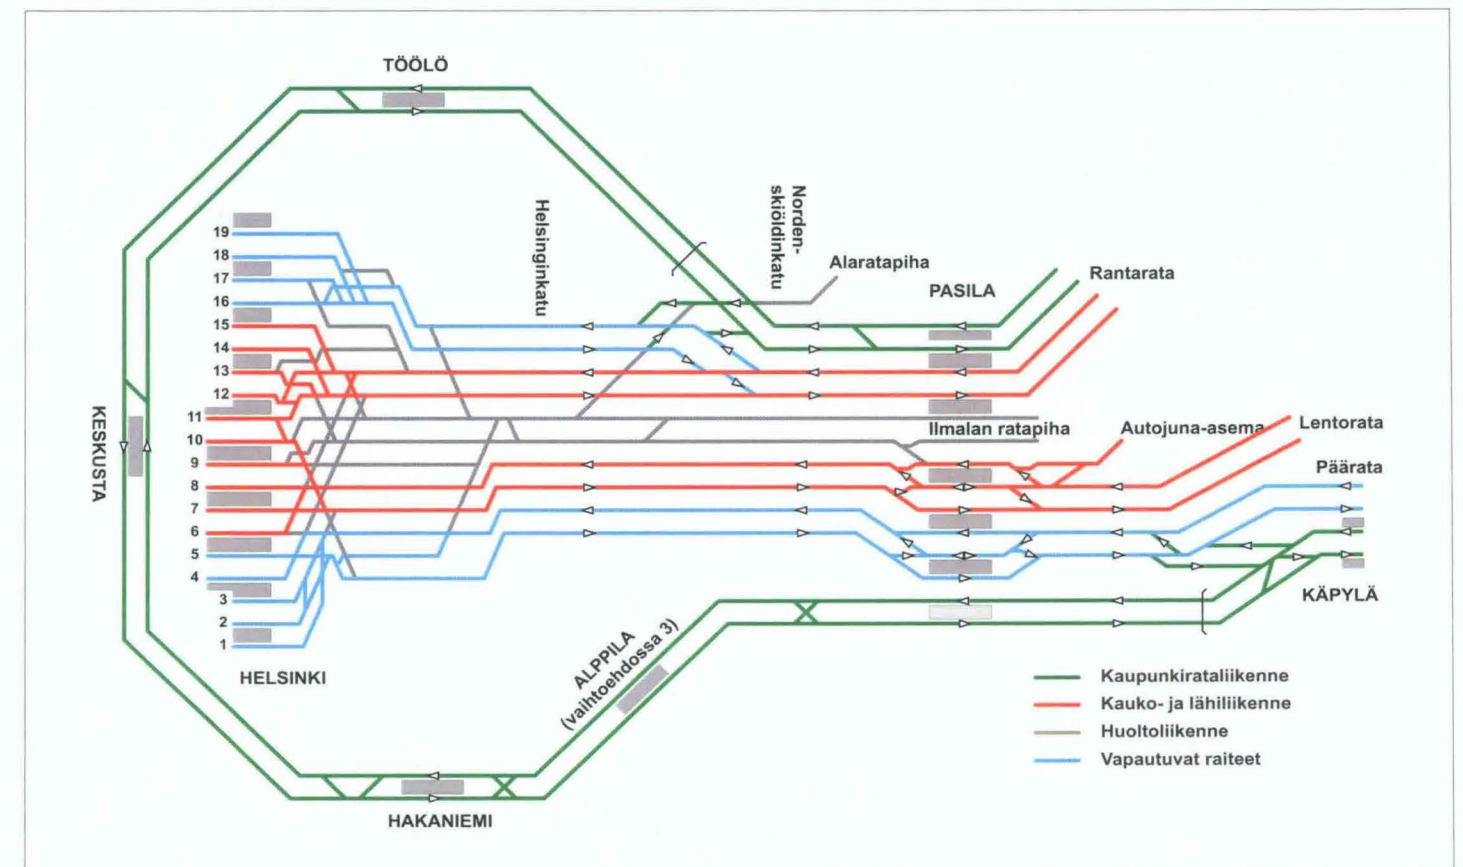 TÖÖLÖ
Helsinginkatu
Norden-
skiöldinkatu
Alaratapiha
PASILA
Rantarata
19
18
17
16
15
14
13
12
11
10
9
8
7
6
5
4
3
2
1
KESKUSTA
Ilmalan ratapiha
Autojuna-asema
Lentorata
Päärata
KÄPYLÄ
HELSINKI
ALPPILA
(vaihtoehdossa 3)
HAKANIEMI
Kaupunkirataliikenne
Kauko- ja lähiliikenne
Huoltoliikenne
Vapautuvat raiteet